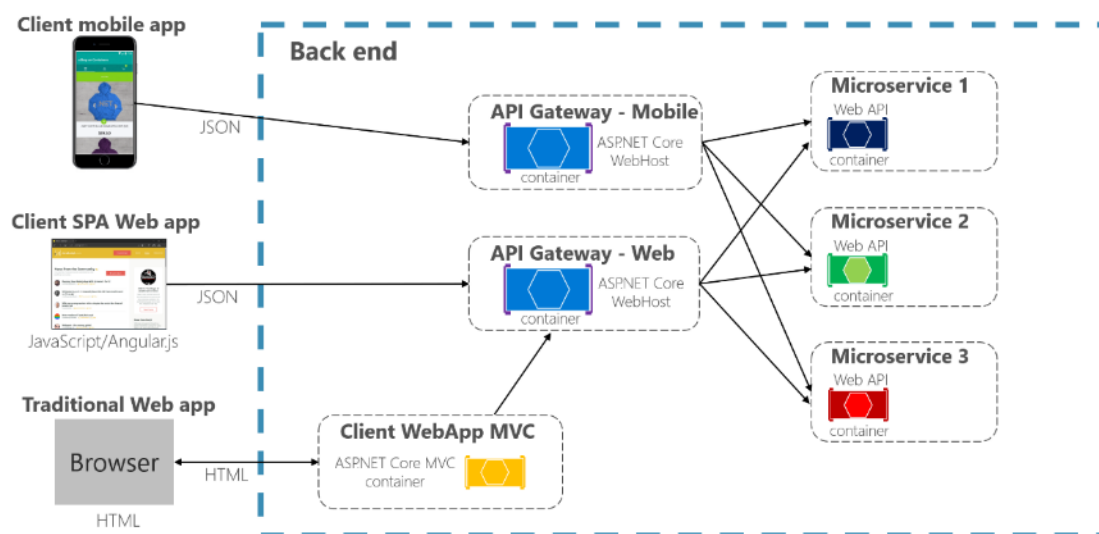 Client mobile app
JSON
Back end
API Gateway - Mobile
ASP.NET Core
WebHost
container
Microservice 1
Web API
container
Client SPA Web app
JSON
JavaScript/Angular.js
API Gateway - Web
ASP.NET Core
WebHost
container
Microservice 2
Web API
container
Microservice 3
Web API
container
Traditional Web app
Browser
HTML
HTML
Client WebApp MVC
ASP.NET Core MVC
container